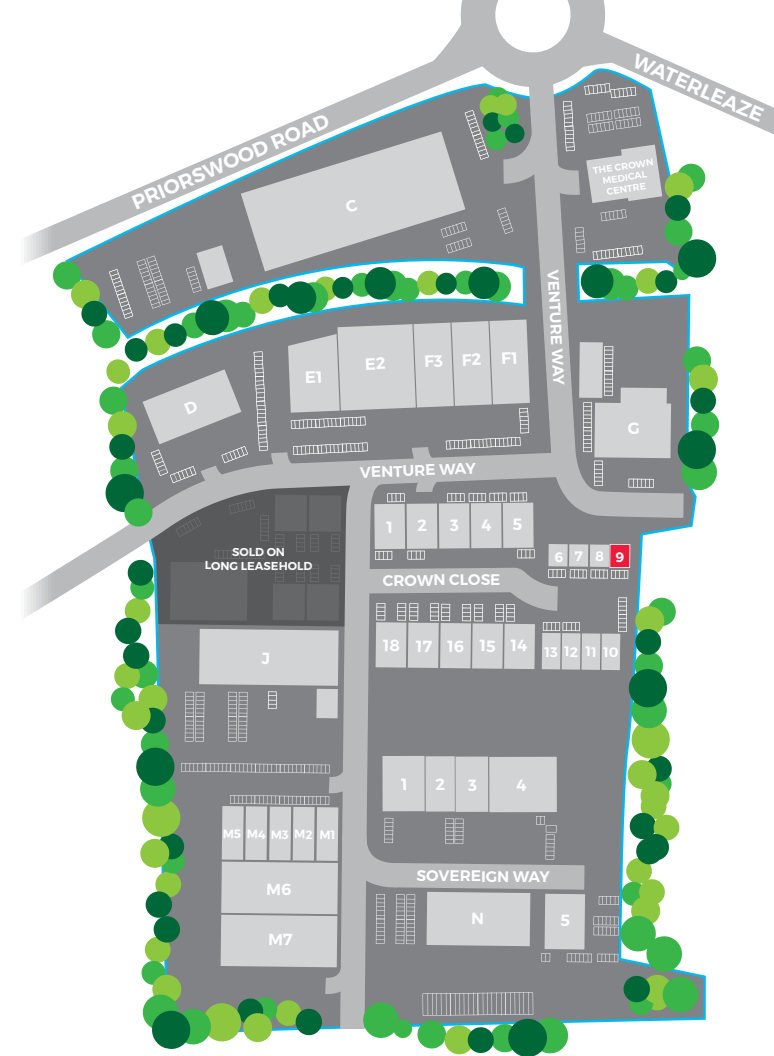 WATERLEAZE
PRIORSWOOD ROAD
THE CROWN
MEDICAL
CENTRE
C
VENTURE WAY
E1
E2
F3
F2
F1
D
G
VENTURE WAY
1
2
3
4
5
SOLD ON
LONG LEASEHOLD
6
7
8
9
CROWN CLOSE
18
17
16
15
14
13
12
11
10
J
1
2
3
4
M5
M4
M3
M2
M1
SOVEREIGN WAY
M6
N
5
M7